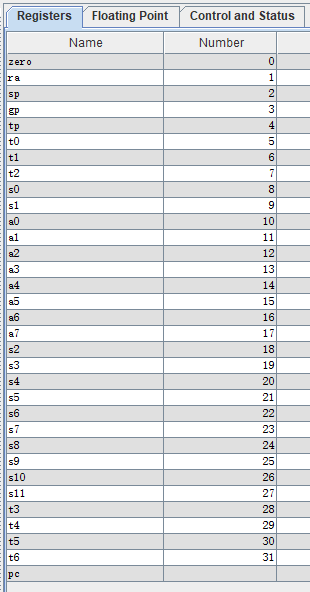 Registers Floating Point Control and Status
Name Number
zero 0
ra 1
sp 2
gp 3
tp 4
t0 5
t1 6
t2 7
s0 8
s1 9
a0 10
a1 11
a2 12
a3 13
a4 14
a5 15
a6 16
a7 17
s2 18
s3 19
s4 20
s5 21
s6 22
s7 23
s8 24
s9 25
s10 26
s11 27
t3 28
t4 29
t5 30
t6 31
pc